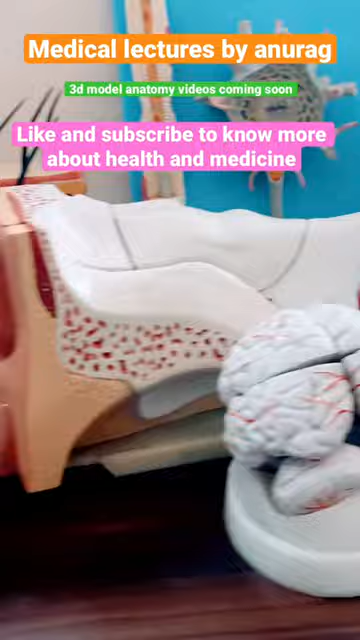 Medical lectures by anurag
3d model anatomy videos coming soon
Like and subscribe to know more
about health and medicine